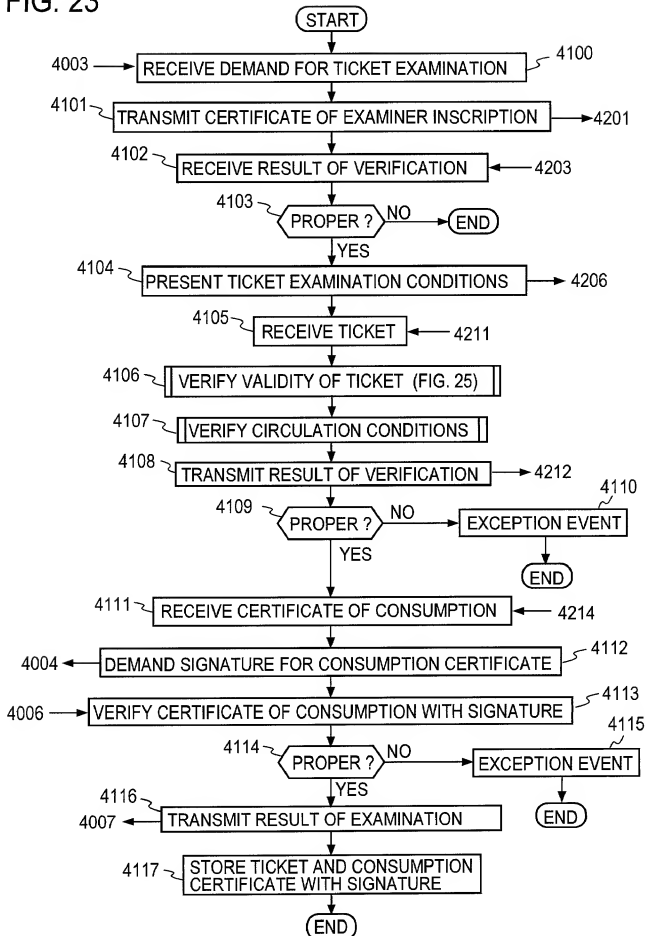 FIG. 23
START
4003 RECEIVE DEMAND FOR TICKET EXAMINATION 4100
4101 TRANSMIT CERTIFICATE OF EXAMINER INSCRIPTION 4201
4102 RECEIVE RESULT OF VERIFICATION 4203
4103 PROPER ? NO END
YES
4104 PRESENT TICKET EXAMINATION CONDITIONS 4206
4105 RECEIVE TICKET 4211
4106 VERIFY VALIDITY OF TICKET (FIG. 25)
4107 VERIFY CIRCULATION CONDITIONS
4108 TRANSMIT RESULT OF VERIFICATION 4212
4109 PROPER ? NO EXCEPTION EVENT 4110
YES END
4111 RECEIVE CERTIFICATE OF CONSUMPTION 4214
4004 DEMAND SIGNATURE FOR CONSUMPTION CERTIFICATE 4112
4006 VERIFY CERTIFICATE OF CONSUMPTION WITH SIGNATURE 4113
4114 PROPER ? NO EXCEPTION EVENT 4115
YES END
4116
4007 TRANSMIT RESULT OF EXAMINATION
4117 STORE TICKET AND CONSUMPTION
CERTIFICATE WITH SIGNATURE
END